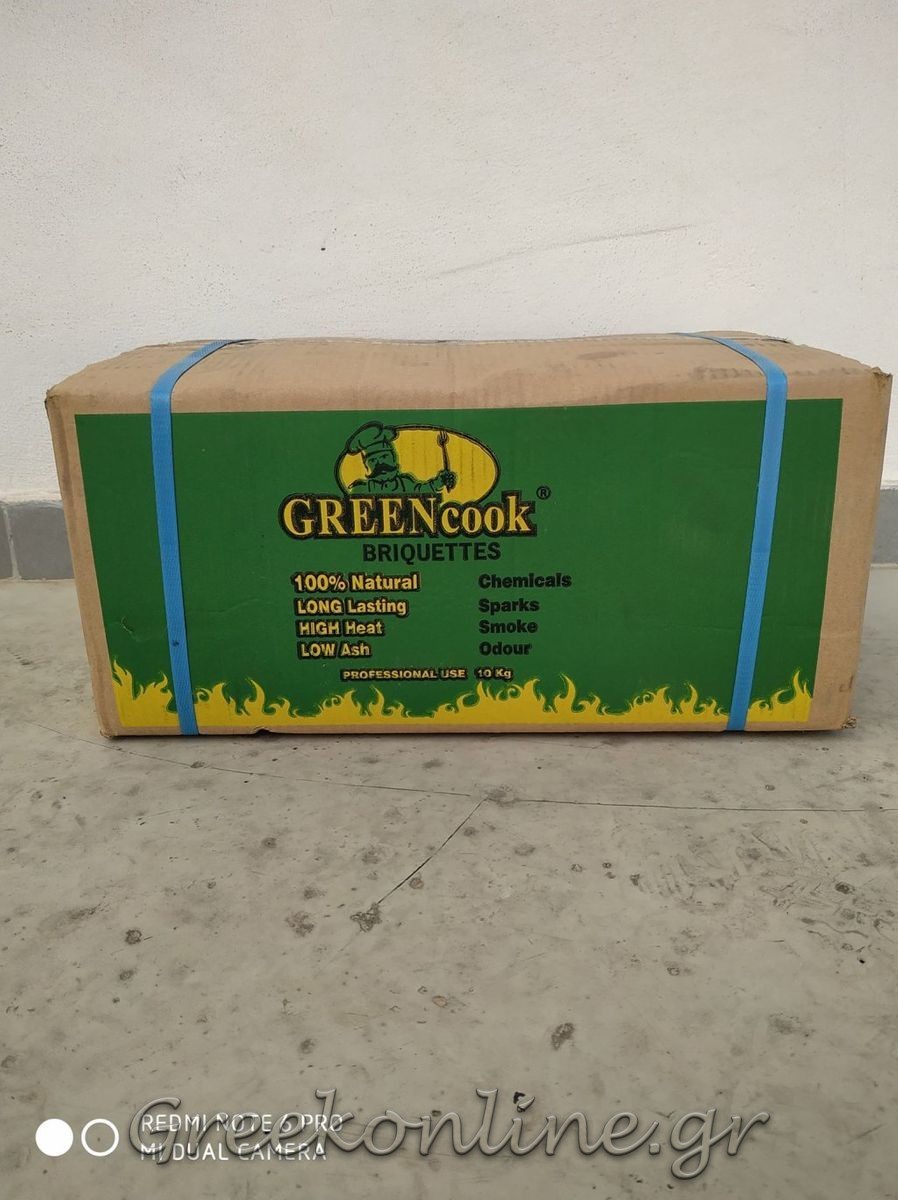 GREENcook®
BRIQUETTES
100% Natural Chemicals
LONG Lasting Sparks
HIGH Heat Smoke
LOW Ash Odour
PROFESSIONAL USE 10 Kg
REDMI NOTE 6 PRO
MI DUAL CAMERA
Greekonline.gr